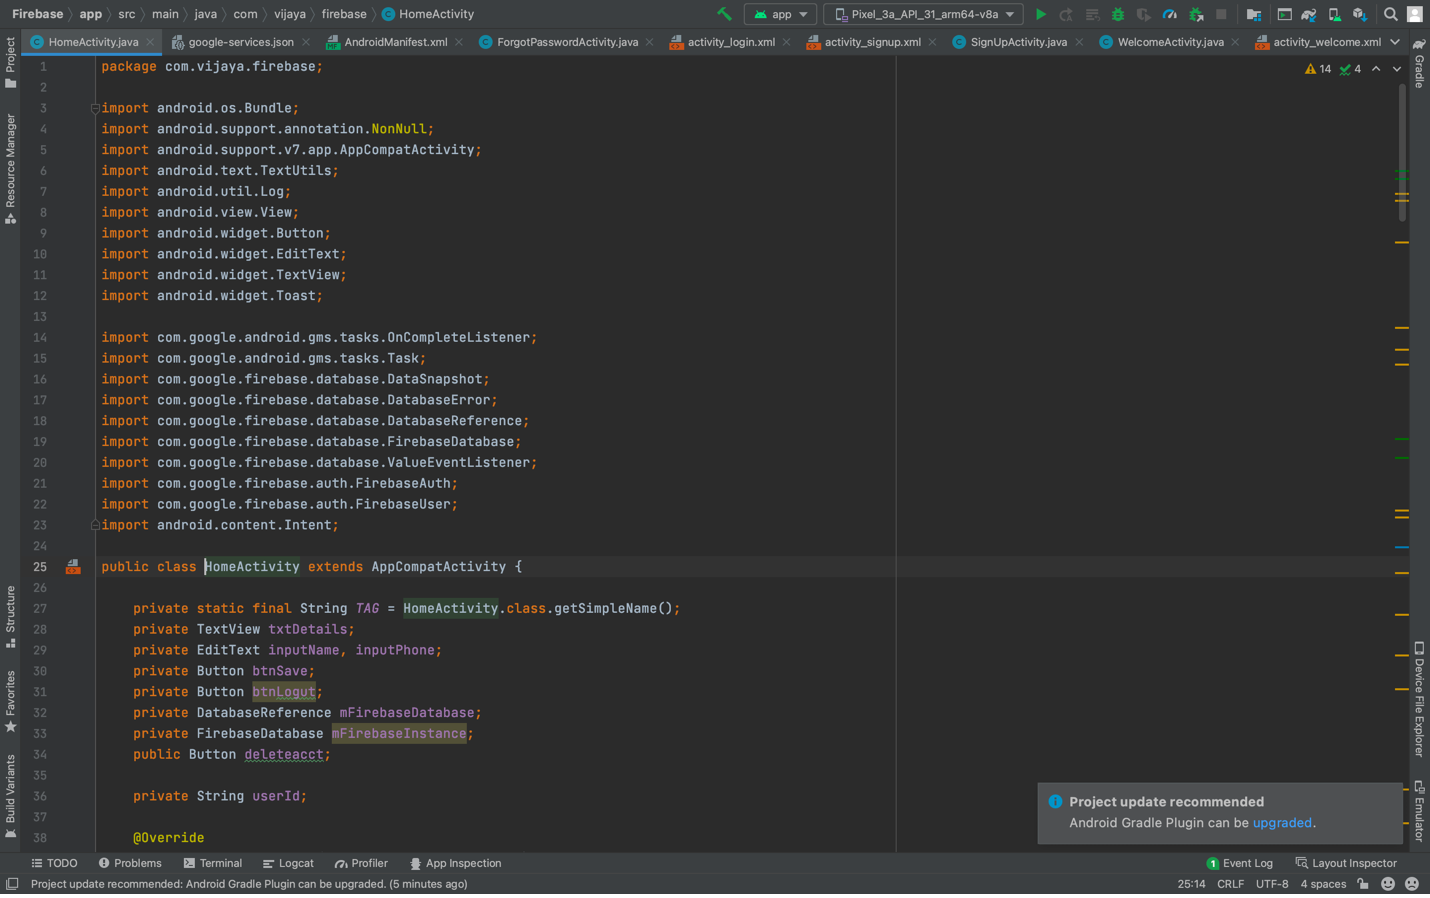 Firebase app src main java com vijaya firebase HomeActivity app Pixel_3a_API_31_arm64-v8a
HomeActivity.java google-services.json AndroidManifest.xml ForgotPasswordActivity.java activity_login.xml activity_signup.xml SignUpActivity.java WelcomeActivity.java activity_welcome.xml
Project
Resource Manager
Structure
Favorites
Build Variants
14 4
1 package com.vijaya.firebase;
2
3 import android.os.Bundle;
4 import android.support.annotation.NonNull;
5 import android.support.v7.app.AppCompatActivity;
6 import android.text.TextUtils;
7 import android.util.Log;
8 import android.view.View;
9 import android.widget.Button;
10 import android.widget.EditText;
11 import android.widget.TextView;
12 import android.widget.Toast;
13
14 import com.google.android.gms.tasks.OnCompleteListener;
15 import com.google.android.gms.tasks.Task;
16 import com.google.firebase.database.DataSnapshot;
17 import com.google.firebase.database.DatabaseError;
18 import com.google.firebase.database.DatabaseReference;
19 import com.google.firebase.database.FirebaseDatabase;
20 import com.google.firebase.database.ValueEventListener;
21 import com.google.firebase.auth.FirebaseAuth;
22 import com.google.firebase.auth.FirebaseUser;
23 import android.content.Intent;
24
25 public class HomeActivity extends AppCompatActivity {
26
27 private static final String TAG = HomeActivity.class.getSimpleName();
28 private TextView txtDetails;
29 private EditText inputName, inputPhone;
30 private Button btnSave;
31 private Button btnLogut;
32 private DatabaseReference mFirebaseDatabase;
33 private FirebaseDatabase mFirebaseInstance;
34 public Button deleteacct;
35
36 private String userId;
37
38 @Override
Gradle
Device File Explorer
Emulator
Project update recommended
Android Gradle Plugin can be upgraded.
TODO Problems Terminal Logcat Profiler App Inspection 1 Event Log Layout Inspector
Project update recommended: Android Gradle Plugin can be upgraded. (5 minutes ago) 25:14 CRLF UTF-8 4 spaces